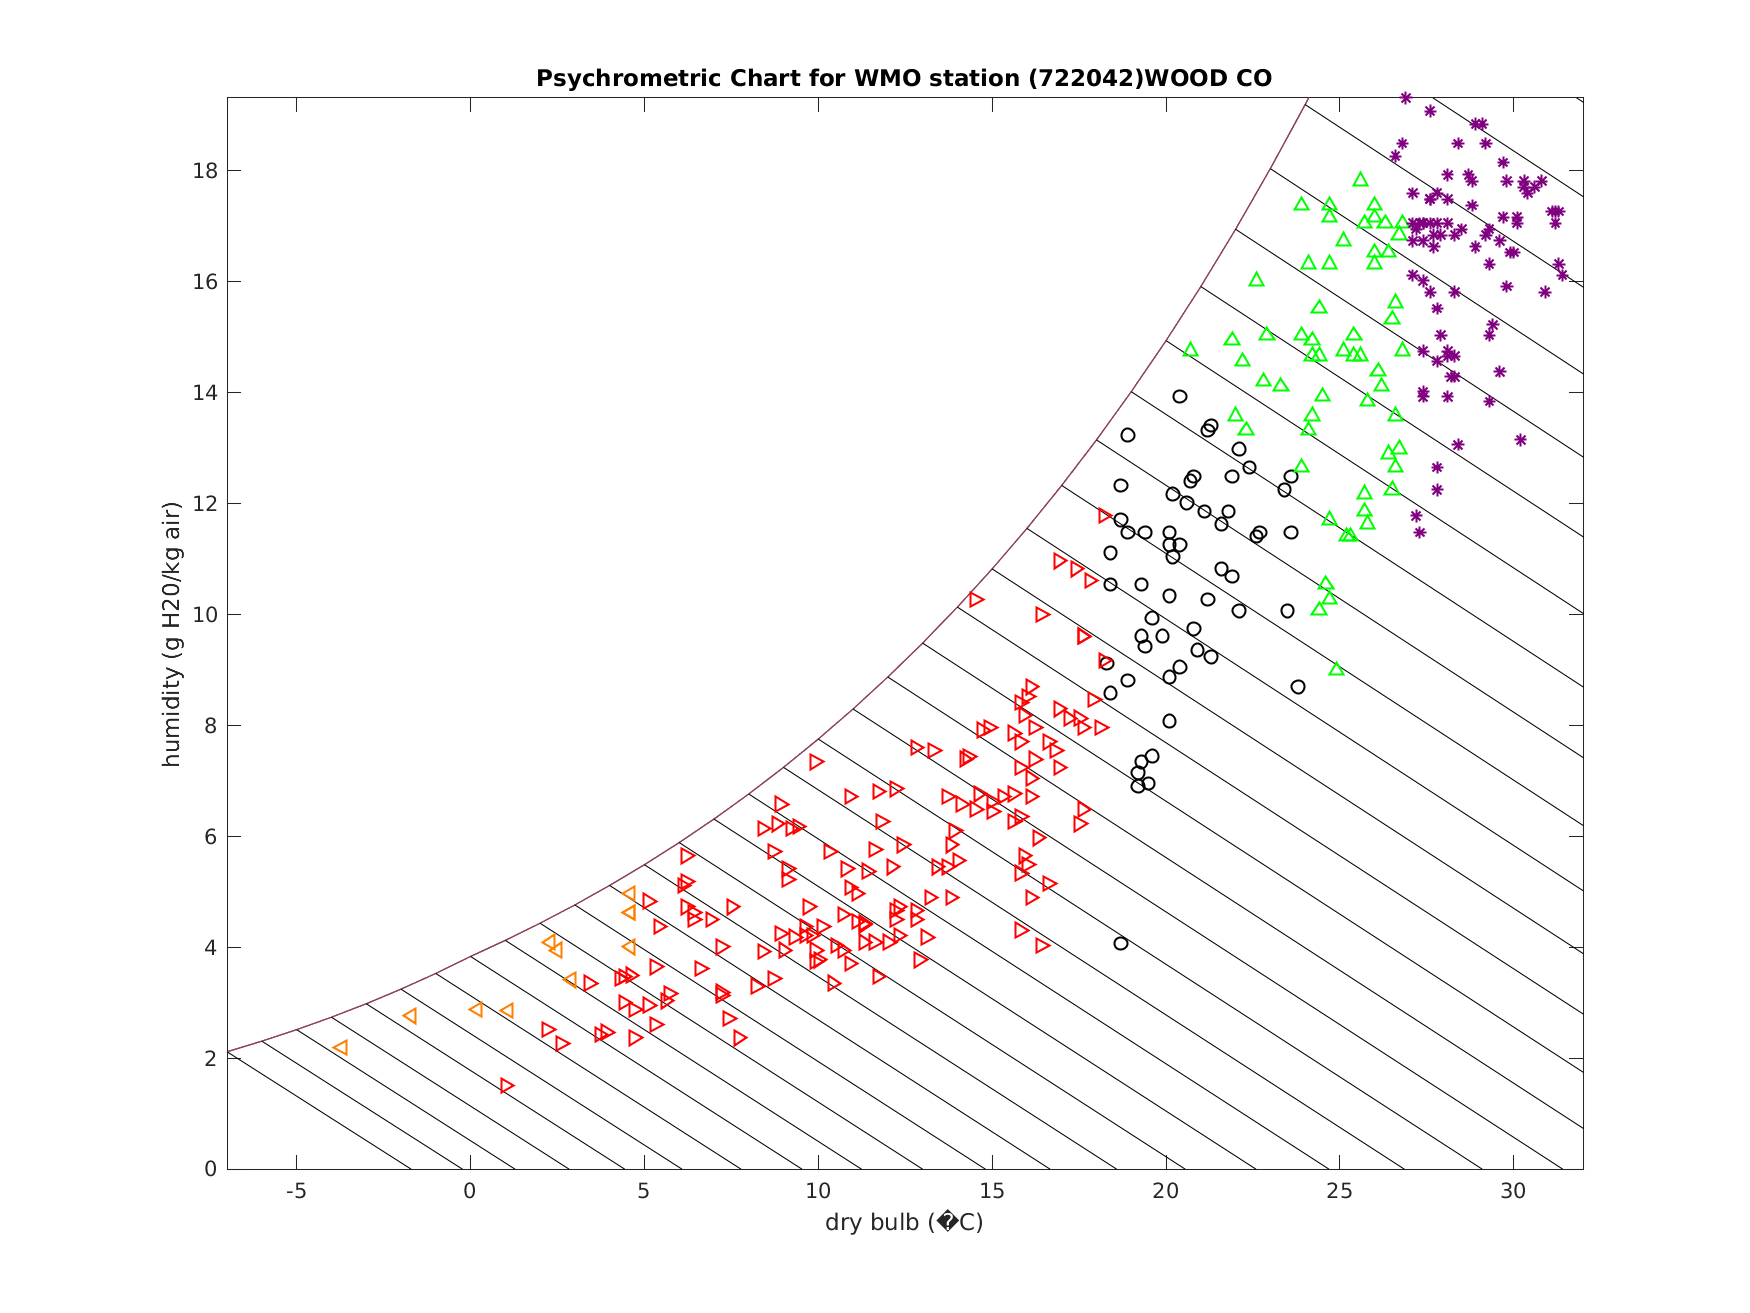 Psychrometric Chart for WMO station (722042)WOOD CO
humidity (g H20/kg air)
18
16
14
12
10
8
6
4
2
0
-5 0 5 10 15 20 25 30
dry bulb (�C)